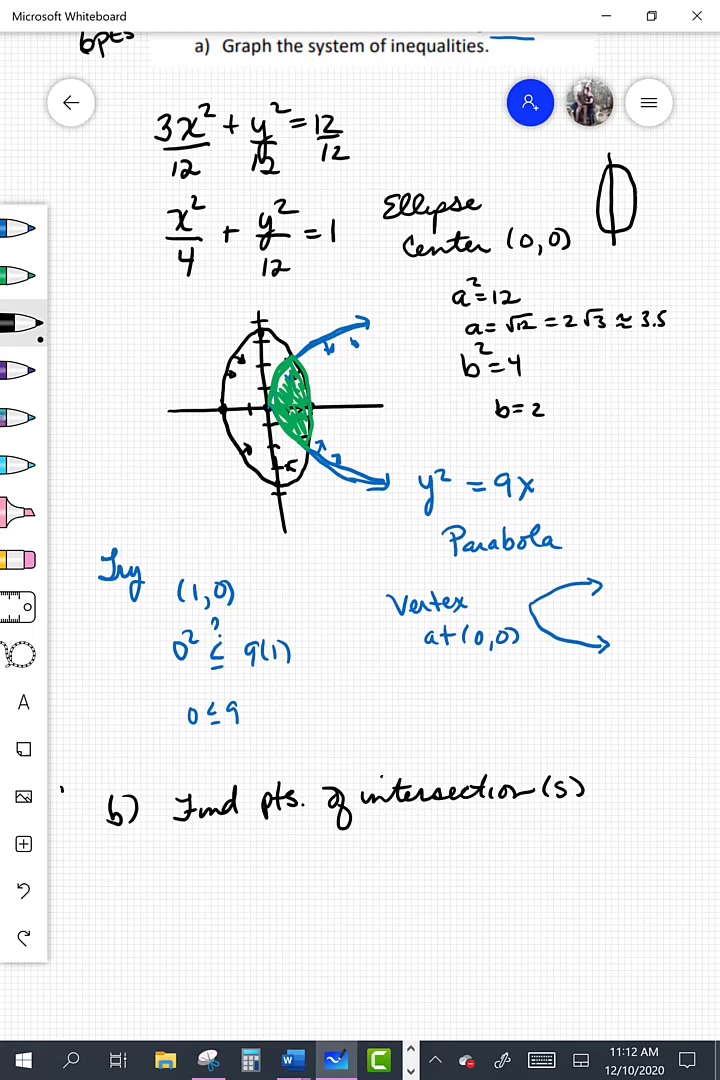 Microsoft Whiteboard
6pts
a) Graph the system of inequalities.
3x²/12 + y²/12 = 12/12
x²/4 + y²/12 = 1
Ellipse
Center (0,0)
a² = 12
a = √12 = 2√3 ≈ 3.5
b² = 4
b = 2
y² = 9x
Parabola
Vertex
at (0,0)
Try
(1,0)
0² ≤? 9(1)
0 ≤ 9
b) Find pts. of intersection(s)
A
11:12 AM
12/10/2020